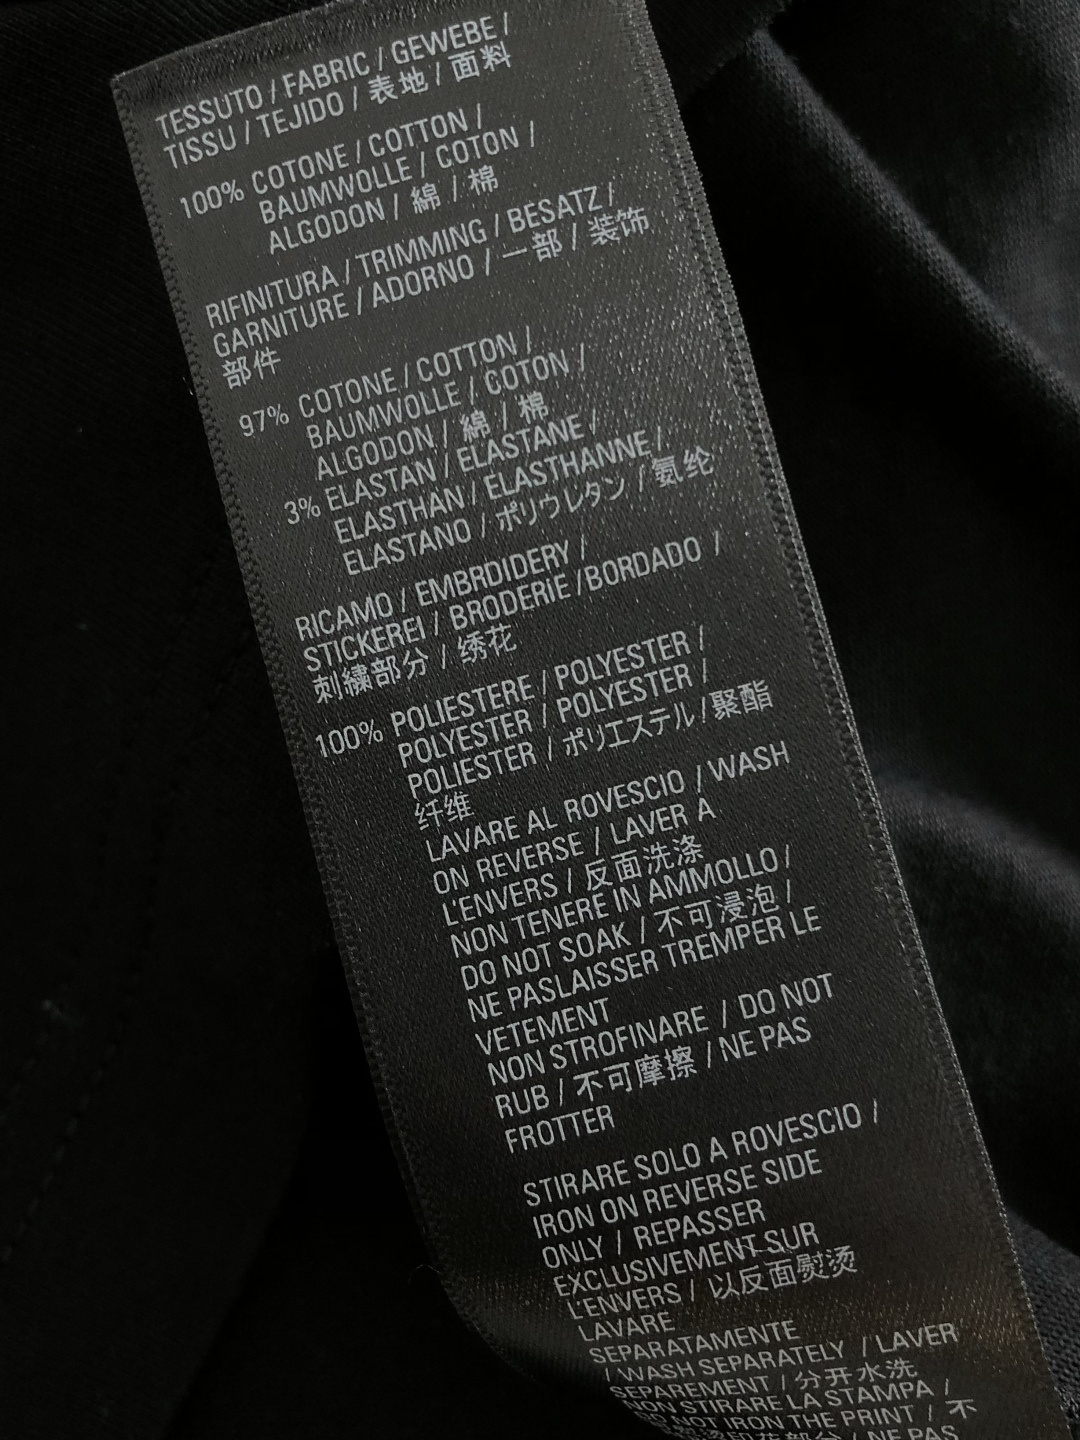 TESSUTO / FABRIC / GEWEBE /
TISSU / TEJIDO / 表地 / 面料
100% COTONE / COTTON /
BAUMWOLLE / COTON /
ALGODON / 綿 / 棉
RIFINITURA / TRIMMING / BESATZ /
GARNITURE / ADORNO / 一部 / 装饰
部件
97% COTONE / COTTON /
BAUMWOLLE / COTON /
ALGODON / 綿 / 棉
3% ELASTAN / ELASTANE /
ELASTHAN / ELASTHANNE /
ELASTANO / ポリウレタン / 氨纶
RICAMO / EMBRDIDERY /
STICKEREI / BRODERIE /BORDADO /
刺繍部分 / 绣花
100% POLIESTERE / POLYESTER /
POLYESTER / POLYESTER /
POLIESTER / ポリエステル / 聚酯
纤维
LAVARE AL ROVESCIO / WASH
ON REVERSE / LAVER A
L'ENVERS / 反面洗涤
NON TENERE IN AMMOLLO /
DO NOT SOAK / 不可浸泡 /
NE PASLAISSER TREMPER LE
VETEMENT
NON STROFINARE / DO NOT
RUB / 不可摩擦 / NE PAS
FROTTER
STIRARE SOLO A ROVESCIO /
IRON ON REVERSE SIDE
ONLY / REPASSER
EXCLUSIVEMENT SUR
L'ENVERS / 以反面熨烫
LAVARE
SEPARATAMENTE
/ WASH SEPARATELY / LAVER
SEPAREMENT / 分开水洗
NON STIRARE LA STAMPA /
NOT IRON THE PRINT / 不
印花部分 / NE PAS